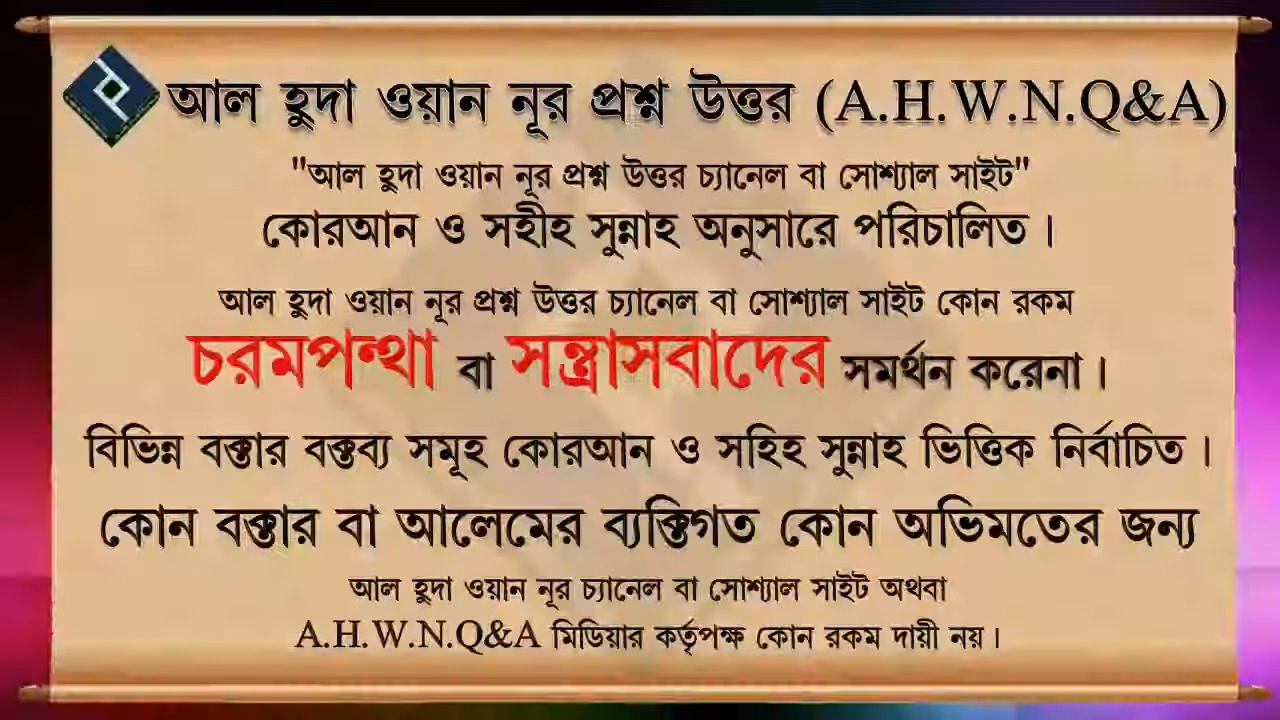 আল হুদা ওয়ান নূর প্রশ্ন উত্তর (A.H.W.N.Q&A)
"আল হুদা ওয়ান নূর প্রশ্ন উত্তর চ্যানেল বা সোশ্যাল সাইট"
কোরআন ও সহীহ সুন্নাহ অনুসারে পরিচালিত ।
আল হুদা ওয়ান নূর প্রশ্ন উত্তর চ্যানেল বা সোশ্যাল সাইট কোন রকম
চরমপন্থা বা সন্ত্রাসবাদের সমর্থন করেনা ।
বিভিন্ন বক্তার বক্তব্য সমূহ কোরআন ও সহিহ সুন্নাহ ভিত্তিক নির্বাচিত ।
কোন বক্তার বা আলেমের ব্যক্তিগত কোন অভিমতের জন্য
আল হুদা ওয়ান নূর চ্যানেল বা সোশ্যাল সাইট অথবা
A.H.W.N.Q&A মিডিয়ার কর্তৃপক্ষ কোন রকম দায়ী নয় ।